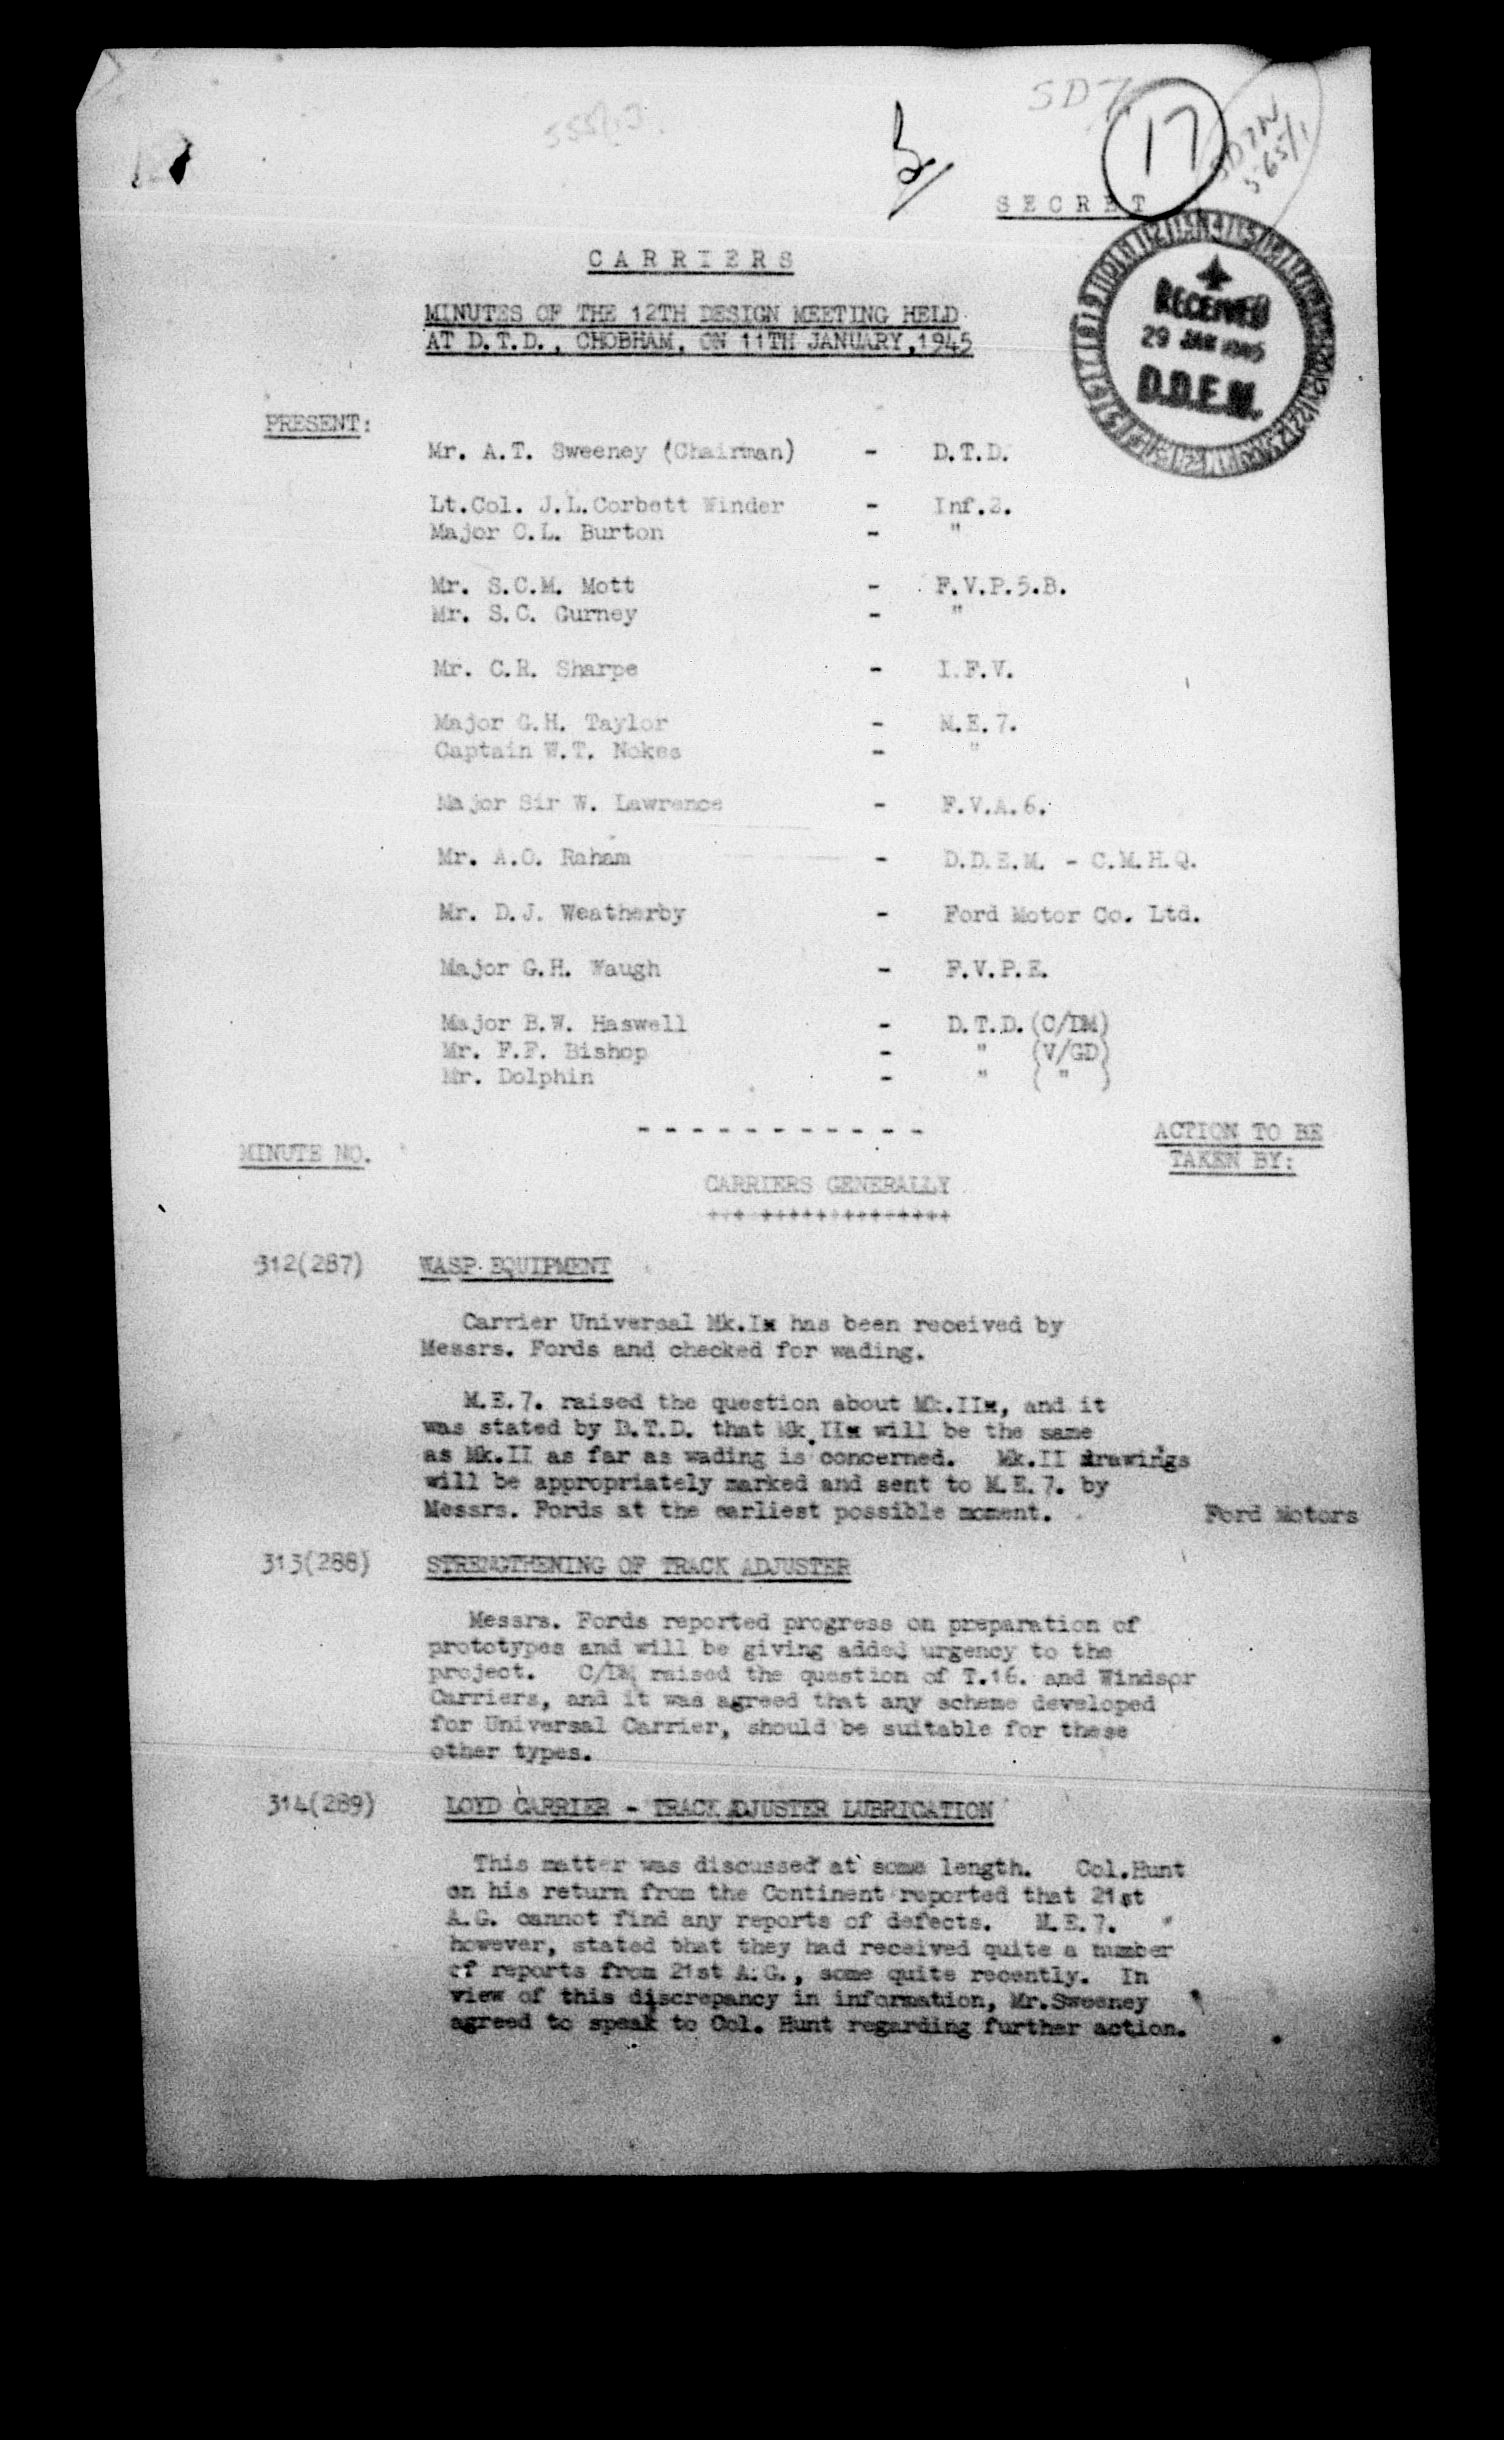 SD7
17
SD7N
565/1
SECRET
CARRIERS
MINUTES OF THE 12TH DESIGN MEETING HELD
AT D.T.D., CHOBHAM, ON 11TH JANUARY, 1945
RECEIVED
29 JAN 1945
D.D.E.M.
PRESENT:
Mr. A.T. Sweeney (Chairman) - D.T.D.
Lt.Col. J.L.Corbett Winder - Inf.2.
Major C.L. Burton - "
Mr. S.C.M. Mott - F.V.P.5.B.
Mr. S.C. Gurney - "
Mr. C.R. Sharpe - I.F.V.
Major G.H. Taylor - M.E.7.
Captain W.T. Nokes - "
Major Sir W. Lawrence - F.V.A.6.
Mr. A.O. Raham - D.D.E.M. - C.M.H.Q.
Mr. D.J. Weatherby - Ford Motor Co. Ltd.
Major G.H. Waugh - F.V.P.E.
Major B.W. Haswell - D.T.D.(C/DM)
Mr. F.F. Bishop - " (V/GD)
Mr. Dolphin - " ( " )
- - - - - - - - - - -
MINUTE NO.
ACTION TO BE
TAKEN BY:
CARRIERS GENERALLY
+++ ++++++++++++++
312(287) WASP EQUIPMENT
Carrier Universal Mk.I* has been received by
Messrs. Fords and checked for wading.
M.E.7. raised the question about Mk.II*, and it
was stated by D.T.D. that Mk.II* will be the same
as Mk.II as far as wading is concerned. Mk.II drawings
will be appropriately marked and sent to M.E.7. by
Messrs. Fords at the earliest possible moment. Ford Motors
313(288) STRENGTHENING OF TRACK ADJUSTER
Messrs. Fords reported progress on preparation of
prototypes and will be giving added urgency to the
project. C/DM raised the question of T.16. and Windsor
Carriers, and it was agreed that any scheme developed
for Universal Carrier, should be suitable for these
other types.
314(289) LOYD CARRIER - TRACK ADJUSTER LUBRICATION
This matter was discussed at some length. Col.Hunt
on his return from the Continent reported that 21st
A.G. cannot find any reports of defects. M.E.7.
however, stated that they had received quite a number
of reports from 21st A.G., some quite recently. In
view of this discrepancy in information, Mr.Sweeney
agreed to speak to Col. Hunt regarding further action.